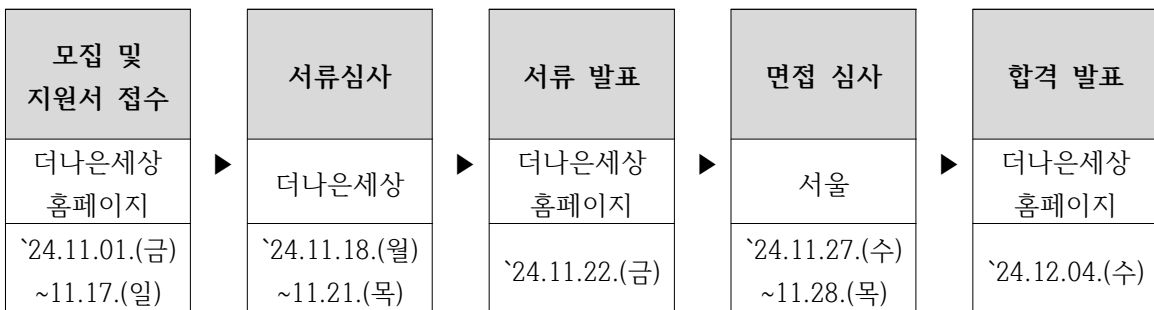 모집 및
지원서 접수
더나은세상
홈페이지
`24.11.01.(금)
~11.17.(일)
▶
서류심사
더나은세상
`24.11.18.(월)
~11.21.(목)
▶
서류 발표
더나은세상
홈페이지
`24.11.22.(금)
▶
면접 심사
서울
`24.11.27.(수)
~11.28.(목)
▶
합격 발표
더나은세상
홈페이지
`24.12.04.(수)